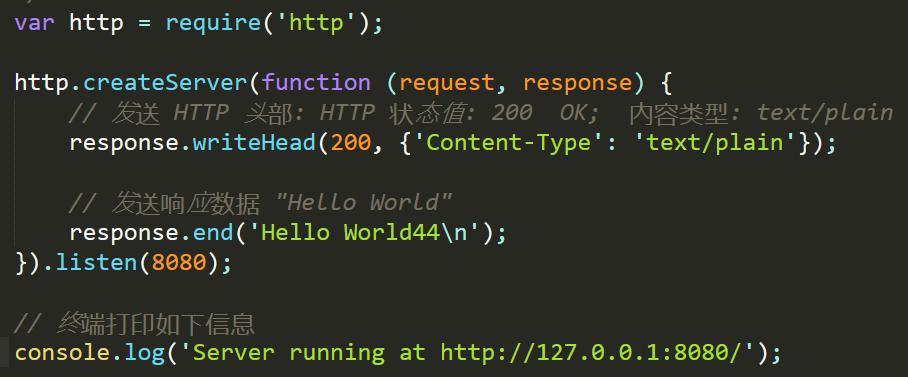 var http = require('http');
http.createServer(function (request, response) {
// 发送 HTTP 头部: HTTP 状态值: 200  OK;  内容类型: text/plain
response.writeHead(200, {'Content-Type': 'text/plain'});
// 发送响应数据 "Hello World"
response.end('Hello World44\n');
}).listen(8080);
// 终端打印如下信息
console.log('Server running at http://127.0.0.1:8080/');